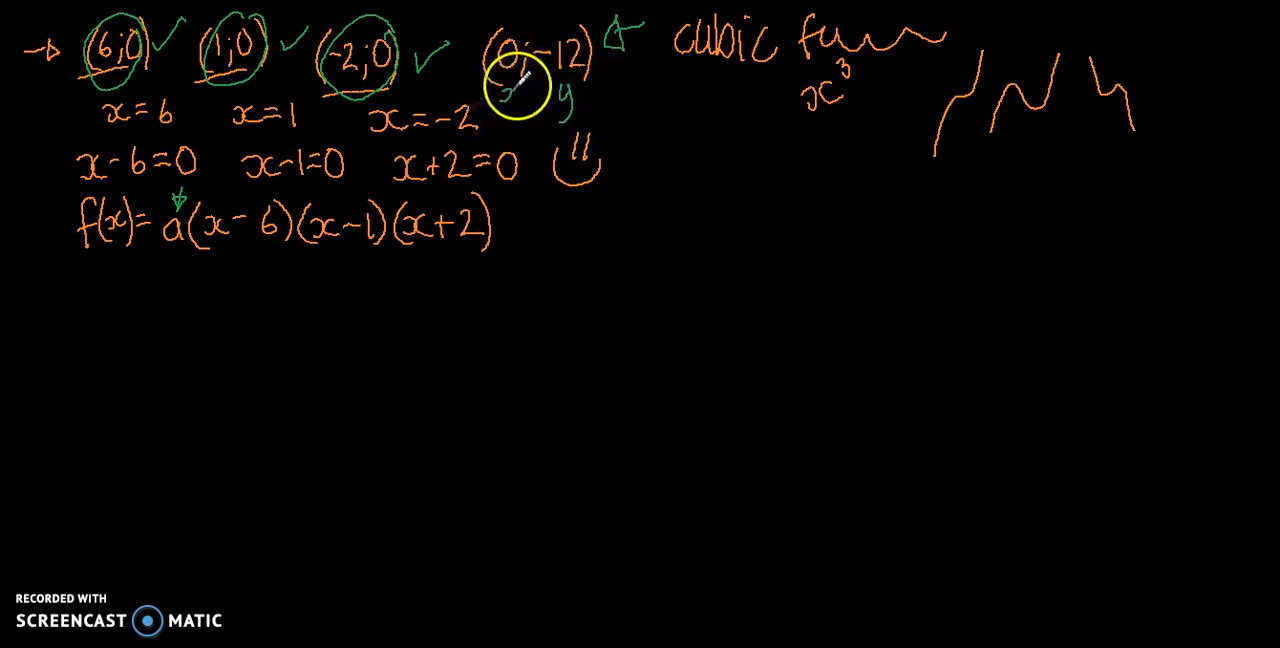 → (6;0) ✓ (1;0) ✓ (-2;0) ✓ (0;-12)
x y
x=6 x=1 x=-2
x-6=0 x-1=0 x+2=0
f(x)= a(x-6)(x-1)(x+2)
cubic
x³
RECORDED WITH
SCREENCAST MATIC